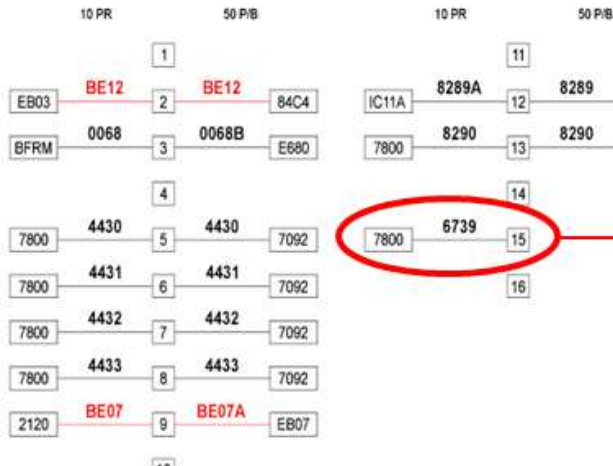 10 PR 50 P/B 10 PR 50 P/B
1 11
EB03 BE12 2 BE12 84C4 IC11A 8289A 12 8289
BFRM 0068 3 0068B E680 7800 8290 13 8290
4 14
7800 4430 5 4430 7092 7800 6739 15
7800 4431 6 4431 7092 16
7800 4432 7 4432 7092
7800 4433 8 4433 7092
2120 BE07 9 BE07A EB07